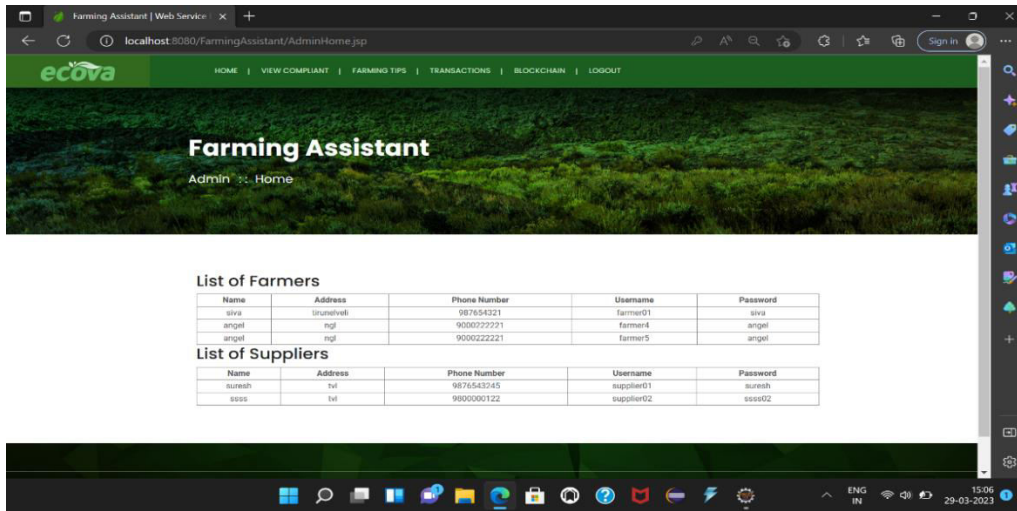 Farming Assistant | Web Service
localhost:8080/FarmingAssistant/AdminHome.jsp
Sign in
ecova
HOME | VIEW COMPLIANT | FARMING TIPS | TRANSACTIONS | BLOCKCHAIN | LOGOUT
Farming Assistant
Admin :: Home
List of Farmers
Name Address Phone Number Username Password
siva tirunelveli 987654321 farmer01 siva
angel ngl 9000222221 farmer4 angel
angel ngl 9000222221 farmer5 angel
List of Suppliers
Name Address Phone Number Username Password
suresh tvl 9876543245 supplier01 suresh
ssss tvl 9800000122 supplier02 ssss02
ENG 15:06
IN 29-03-2023